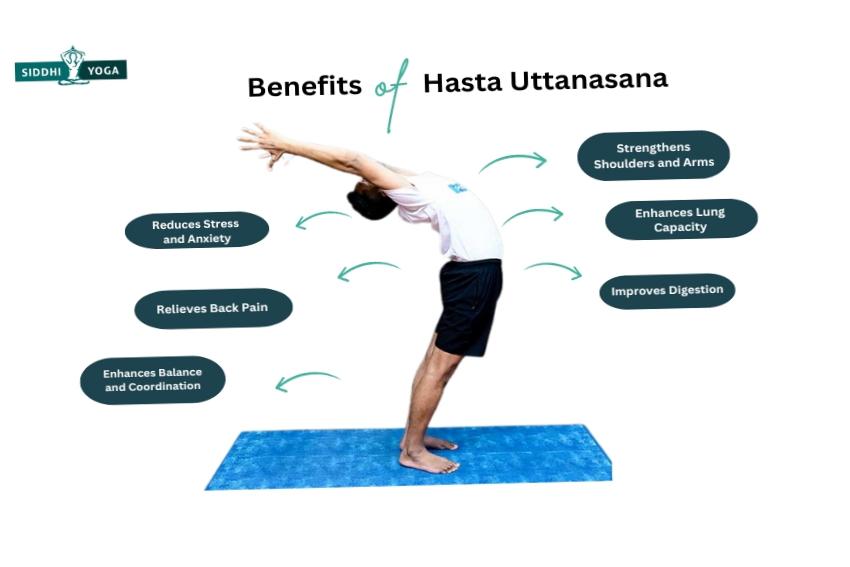 SIDDHI YOGA
Benefits of Hasta Uttanasana
Strengthens
Shoulders and Arms
Enhances Lung
Capacity
Improves Digestion
Reduces Stress
and Anxiety
Relieves Back Pain
Enhances Balance
and Coordination